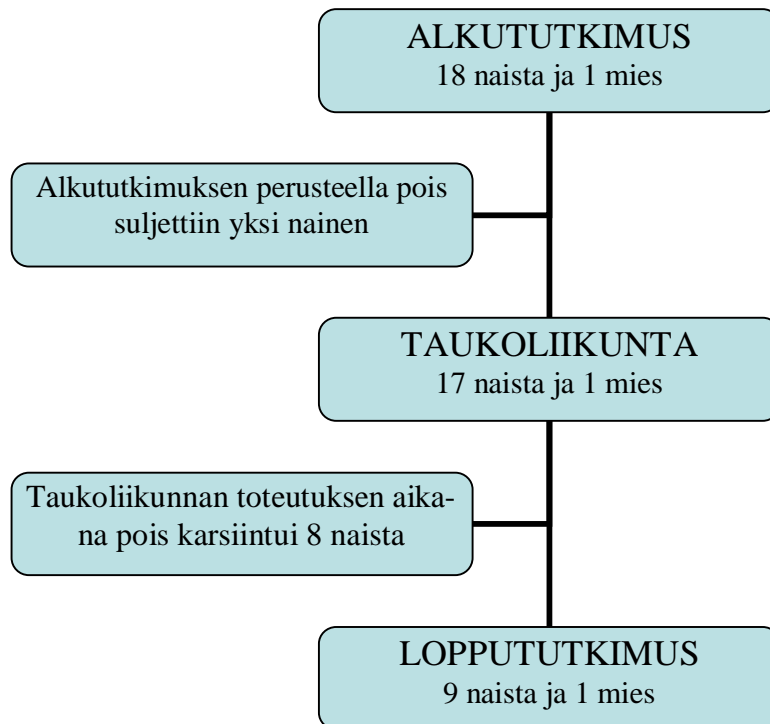 ALKUTUTKIMUS
18 naista ja 1 mies
Alkututkimuksen perusteella pois
suljettiin yksi nainen
TAUKOLIIKUNTA
17 naista ja 1 mies
Taukoliikunnan toteutuksen aika-
na pois karsiintui 8 naista
LOPPUTUTKIMUS
9 naista ja 1 mies